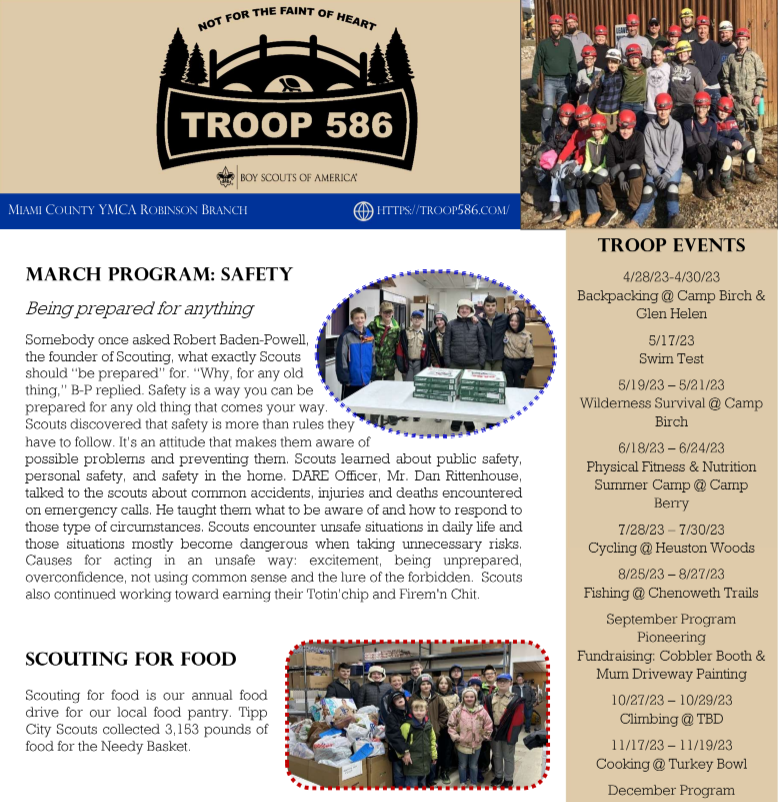 NOT FOR THE FAINT OF HEART
TROOP 586
BOY SCOUTS OF AMERICA
MIAMI COUNTY YMCA ROBINSON BRANCH
HTTPS://TROOP586.COM/
MARCH PROGRAM: SAFETY
Being prepared for anything
Somebody once asked Robert Baden-Powell,
the founder of Scouting, what exactly Scouts
should "be prepared" for. "Why, for any old
thing," B-P replied. Safety is a way you can be
prepared for any old thing that comes your way.
Scouts discovered that safety is more than rules they
have to follow. It's an attitude that makes them aware of
possible problems and preventing them. Scouts learned about public safety,
personal safety, and safety in the home. DARE Officer, Mr. Dan Rittenhouse,
talked to the scouts about common accidents, injuries and deaths encountered
on emergency calls. He taught them what to be aware of and how to respond to
those type of circumstances. Scouts encounter unsafe situations in daily life and
those situations mostly become dangerous when taking unnecessary risks.
Causes for acting in an unsafe way: excitement, being unprepared,
overconfidence, not using common sense and the lure of the forbidden. Scouts
also continued working toward earning their Totin'chip and Firem'n Chit.
SCOUTING FOR FOOD
Scouting for food is our annual food
drive for our local food pantry. Tipp
City Scouts collected 3,153 pounds of
food for the Needy Basket.
TROOP EVENTS
4/28/23-4/30/23
Backpacking @ Camp Birch &
Glen Helen
5/17/23
Swim Test
5/19/23 – 5/21/23
Wilderness Survival @ Camp
Birch
6/18/23 – 6/24/23
Physical Fitness & Nutrition
Summer Camp @ Camp
Berry
7/28/23 – 7/30/23
Cycling @ Heuston Woods
8/25/23 – 8/27/23
Fishing @ Chenoweth Trails
September Program
Pioneering
Fundraising: Cobbler Booth &
Mum Driveway Painting
10/27/23 – 10/29/23
Climbing @ TBD
11/17/23 – 11/19/23
Cooking @ Turkey Bowl
December Program